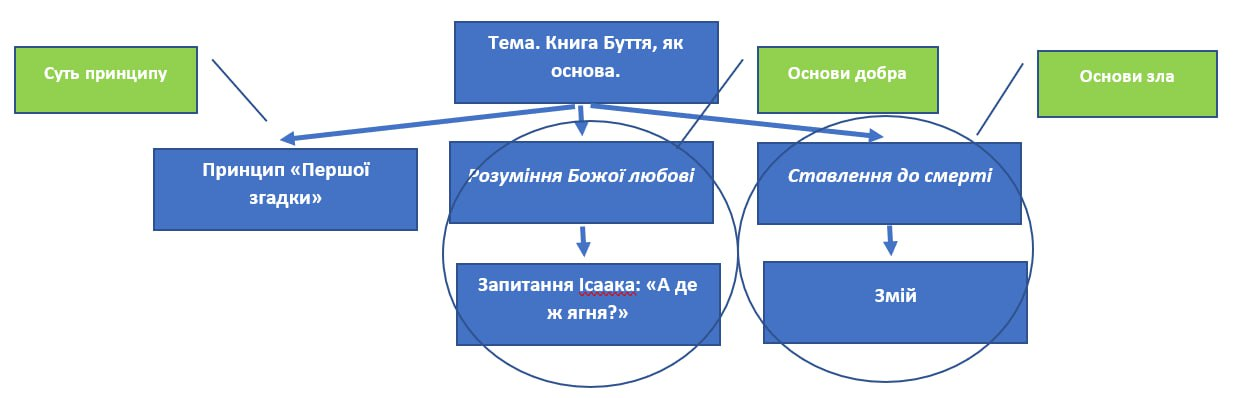 Суть принципу
Тема. Книга Буття, як
основа.
Основи добра
Основи зла
Принцип «Першої
згадки»
Розуміння Божої любові
Ставлення до смерті
Запитання Ісаака: «А де
ж ягня?»
Змій